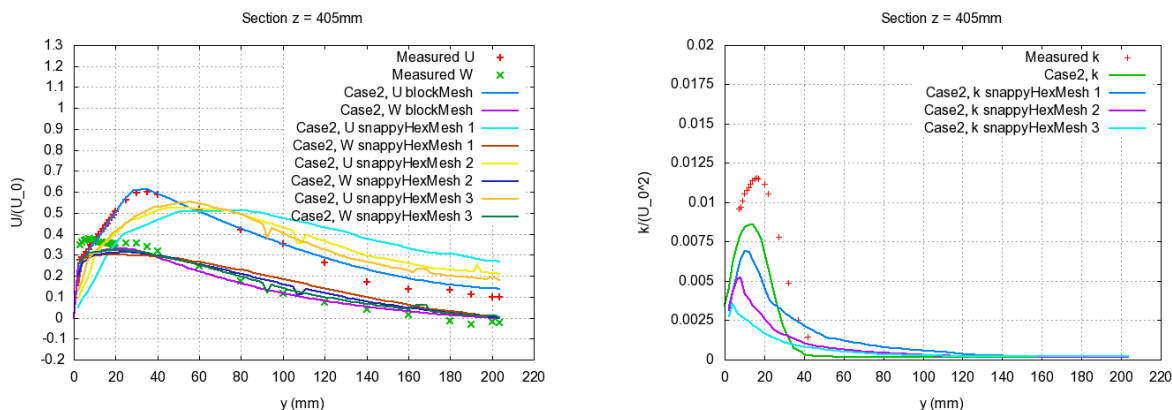 Section z = 405mm
U/(U_0)
1.3
1.2
1.1
1
0.9
0.8
0.7
0.6
0.5
0.4
0.3
0.2
0.1
0
-0.1
-0.2
Measured U
Measured W
Case2, U blockMesh
Case2, W blockMesh
Case2, U snappyHexMesh 1
Case2, W snappyHexMesh 1
Case2, U snappyHexMesh 2
Case2, W snappyHexMesh 2
Case2, U snappyHexMesh 3
Case2, W snappyHexMesh 3
0 20 40 60 80 100 120 140 160 180 200 220
y (mm)
Section z = 405mm
k/(U_0^2)
0.02
0.0175
0.015
0.0125
0.01
0.0075
0.005
0.0025
0
Measured k
Case2, k
Case2, k snappyHexMesh 1
Case2, k snappyHexMesh 2
Case2, k snappyHexMesh 3
0 20 40 60 80 100 120 140 160 180 200 220
y (mm)